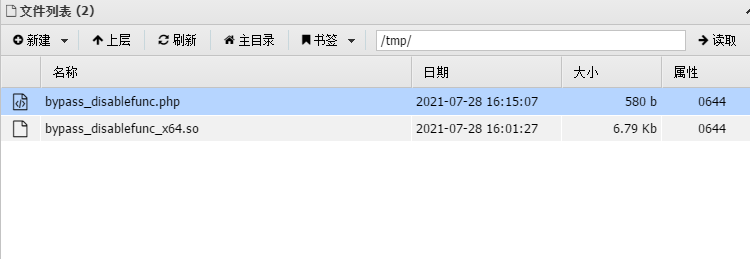 文件列表 (2)
新建 上层 刷新 主目录 书签 /tmp/ 读取
名称 日期 大小 属性
bypass_disablefunc.php 2021-07-28 16:15:07 580 b 0644
bypass_disablefunc_x64.so 2021-07-28 16:01:27 6.79 Kb 0644